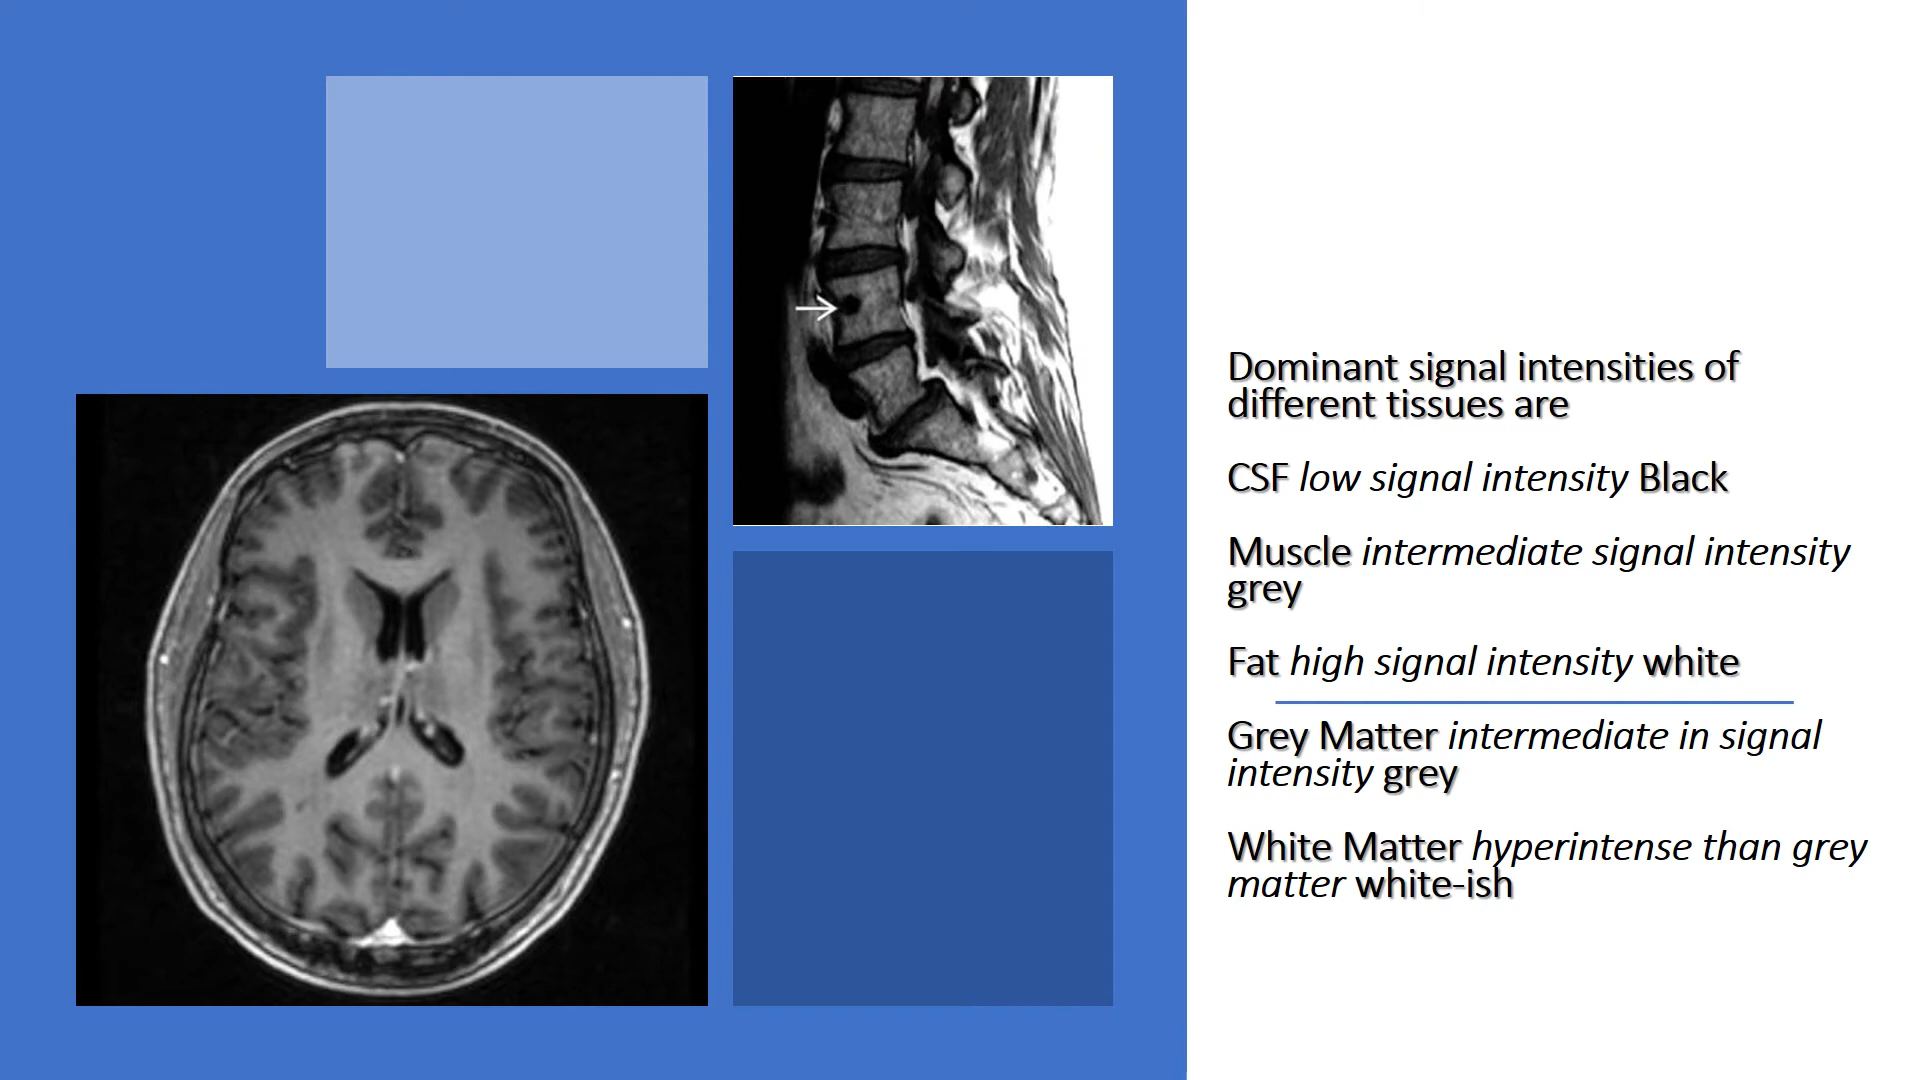 Dominant signal intensities of
different tissues are
CSF low signal intensity Black
Muscle intermediate signal intensity
grey
Fat high signal intensity white
Grey Matter intermediate in signal
intensity grey
White Matter hyperintense than grey
matter white-ish